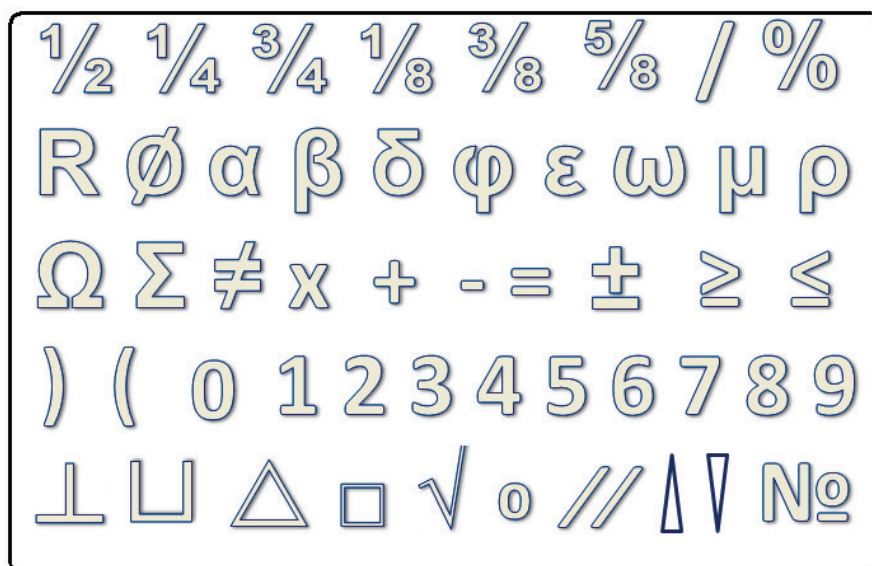 ½ ¼ ¾ ⅛ ⅜ ⅝ / %
R Ø α β δ φ ε ω μ ρ
Ω Σ ≠ x + - = ± ≥ ≤
) ( 0 1 2 3 4 5 6 7 8 9
⊥ ⊔ △ □ √ o // №